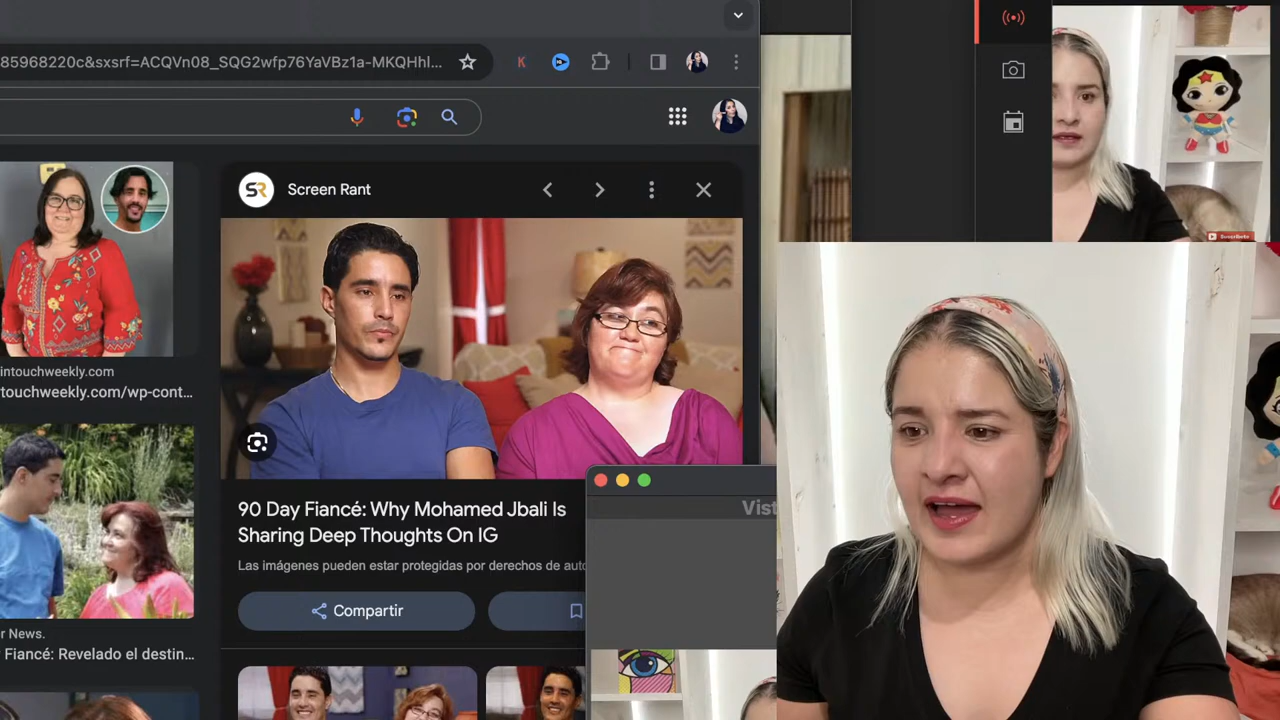 85968220c&sxsrf=ACQVn08_SQG2wfp76YaVBz1a-MKQHhl...
K
SR
Screen Rant
intouchweekly.com
touchweekly.com/wp-cont...
90 Day Fiancé: Why Mohamed Jbali Is
Sharing Deep Thoughts On IG
Las imágenes pueden estar protegidas por derechos de auto
Compartir
r News.
Fiancé: Revelado el destin...
Vist